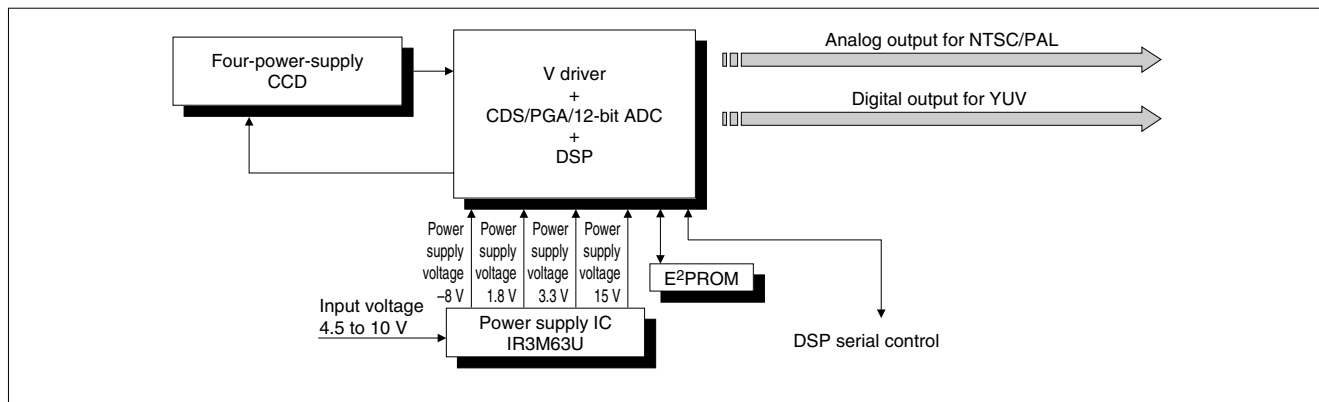 Four-power-supply
CCD
V driver
+
CDS/PGA/12-bit ADC
+
DSP
Analog output for NTSC/PAL
Digital output for YUV
Power
supply
voltage
–8 V
Power
supply
voltage
1.8 V
Power
supply
voltage
3.3 V
Power
supply
voltage
15 V
E²PROM
Input voltage
4.5 to 10 V
Power supply IC
IR3M63U
DSP serial control